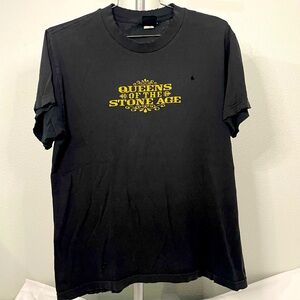 QUEENS
OF THE
STONE AGE